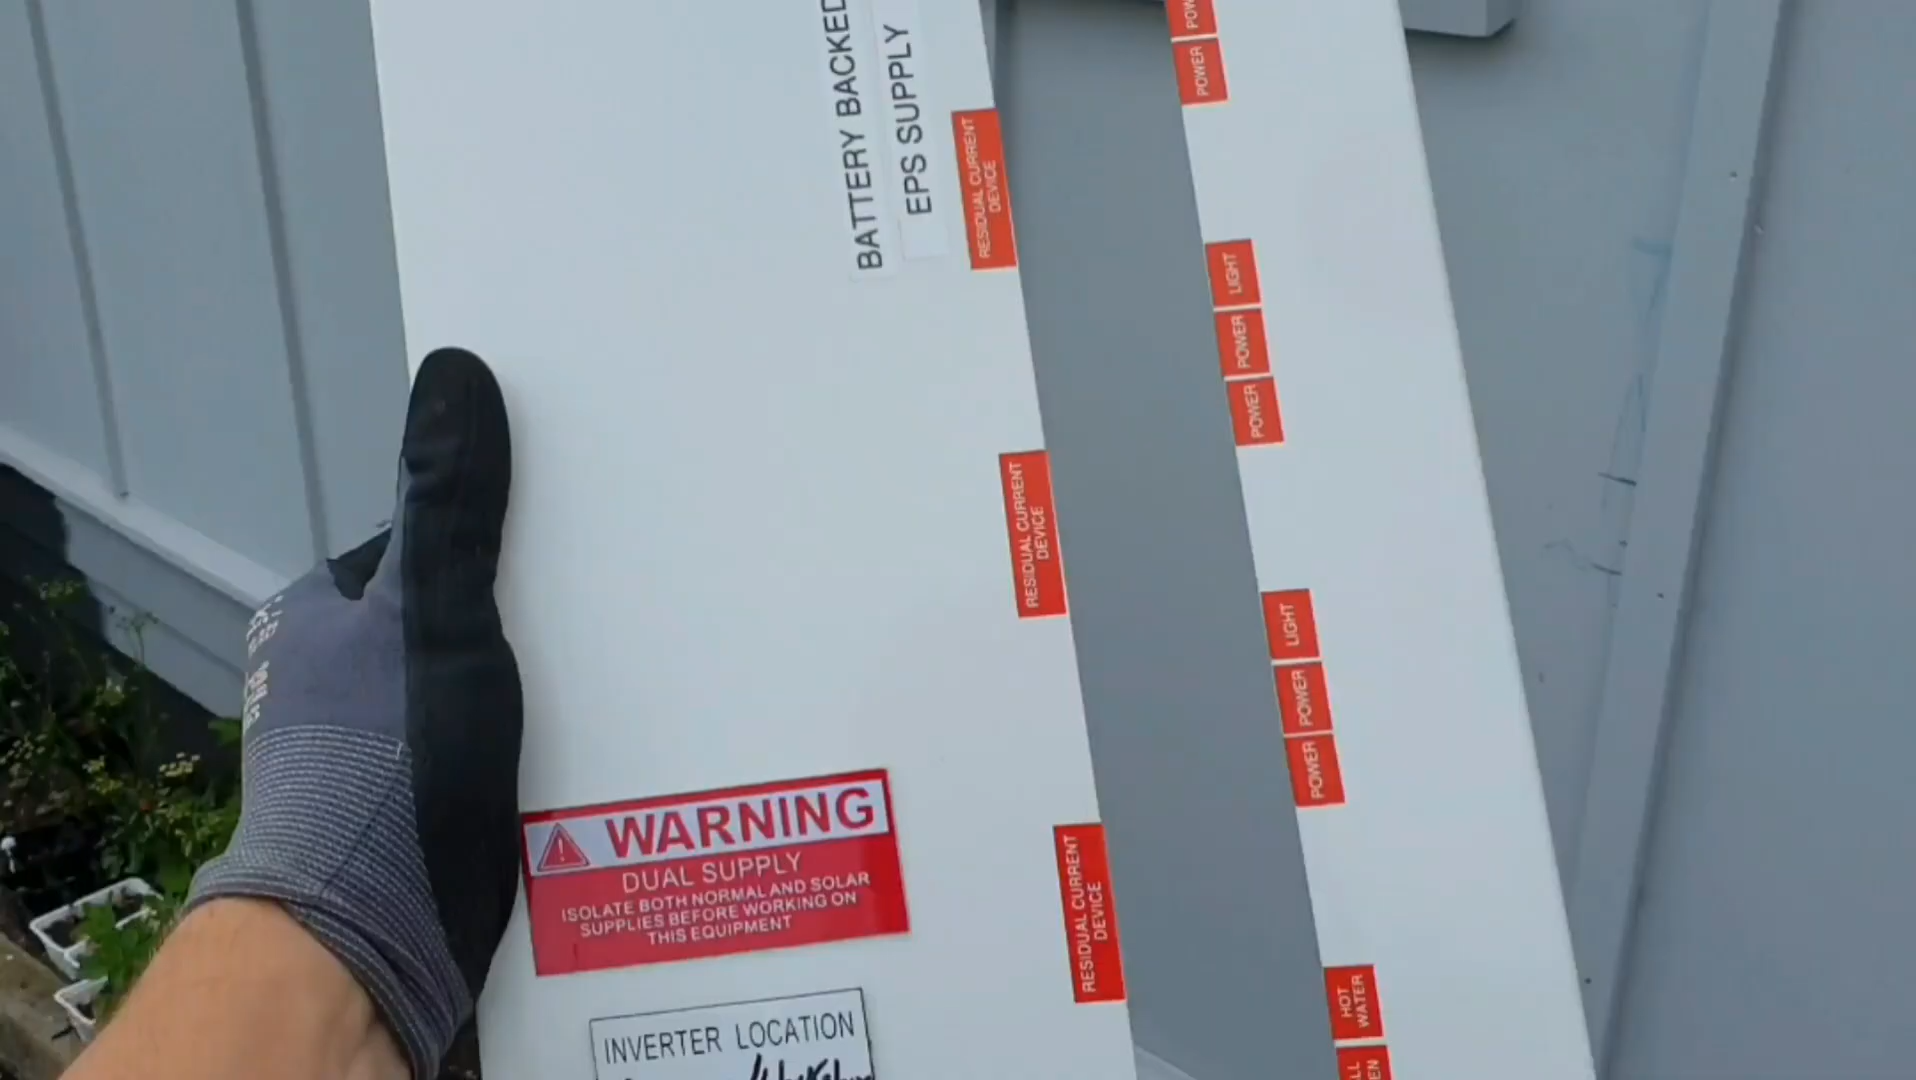 BATTERY BACKED
EPS SUPPLY
RESIDUAL CURRENT
DEVICE
RESIDUAL CURRENT
DEVICE
RESIDUAL CURRENT
DEVICE
POWER
LIGHT
POWER
POWER
LIGHT
POWER
POWER
HOT
WATER
WARNING
DUAL SUPPLY
ISOLATE BOTH NORMAL AND SOLAR
SUPPLIES BEFORE WORKING ON
THIS EQUIPMENT
INVERTER LOCATION